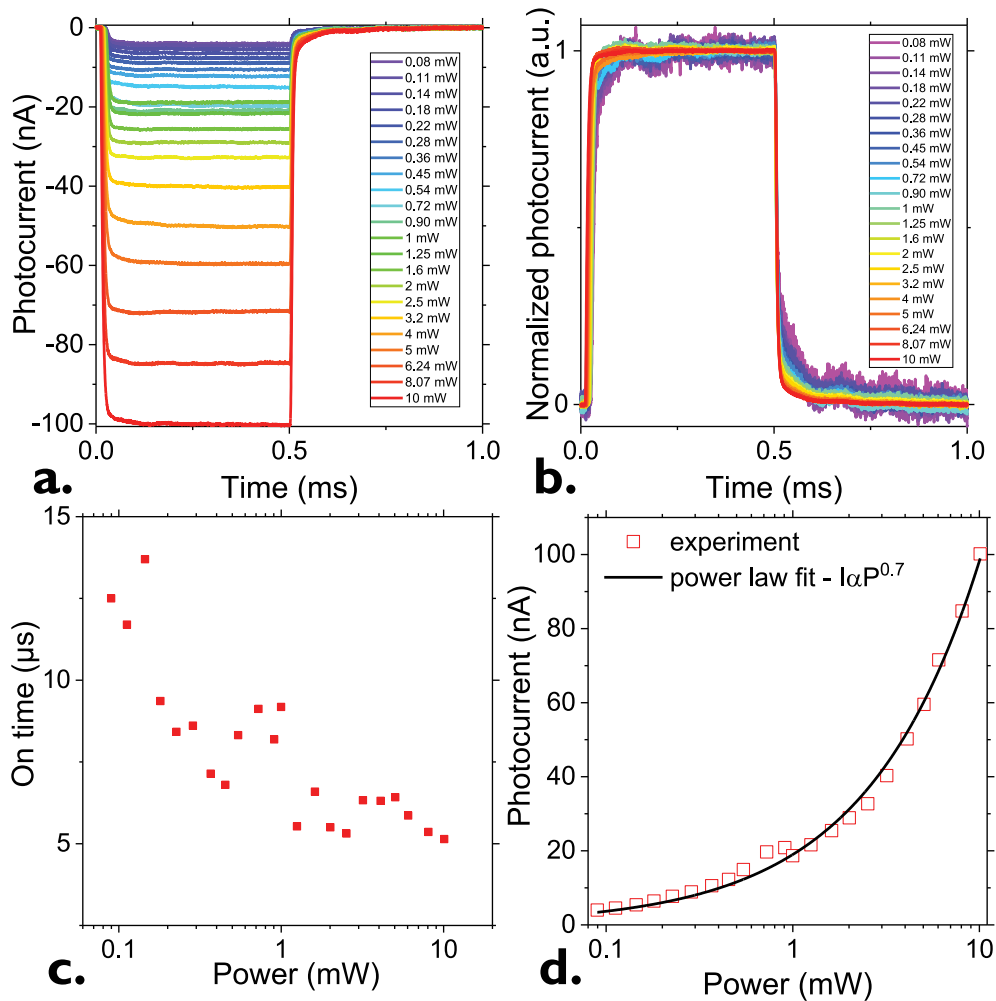 0
-20
-40
-60
-80
-100
Photocurrent (nA)
0.0
0.5
1.0
Time (ms)
0.08 mW
0.11 mW
0.14 mW
0.18 mW
0.22 mW
0.28 mW
0.36 mW
0.45 mW
0.54 mW
0.72 mW
0.90 mW
1 mW
1.25 mW
1.6 mW
2 mW
2.5 mW
3.2 mW
4 mW
5 mW
6.24 mW
8.07 mW
10 mW
a.
1
0
Normalized photocurrent (a.u.)
0.0
0.5
1.0
Time (ms)
0.08 mW
0.11 mW
0.14 mW
0.18 mW
0.22 mW
0.28 mW
0.36 mW
0.45 mW
0.54 mW
0.72 mW
0.90 mW
1 mW
1.25 mW
1.6 mW
2 mW
2.5 mW
3.2 mW
4 mW
5 mW
6.24 mW
8.07 mW
10 mW
b.
15
10
5
On time (µs)
0.1
1
10
Power (mW)
c.
experiment
power law fit - IαP^0.7
100
80
60
40
20
0
Photocurrent (nA)
0.1
1
10
Power (mW)
d.